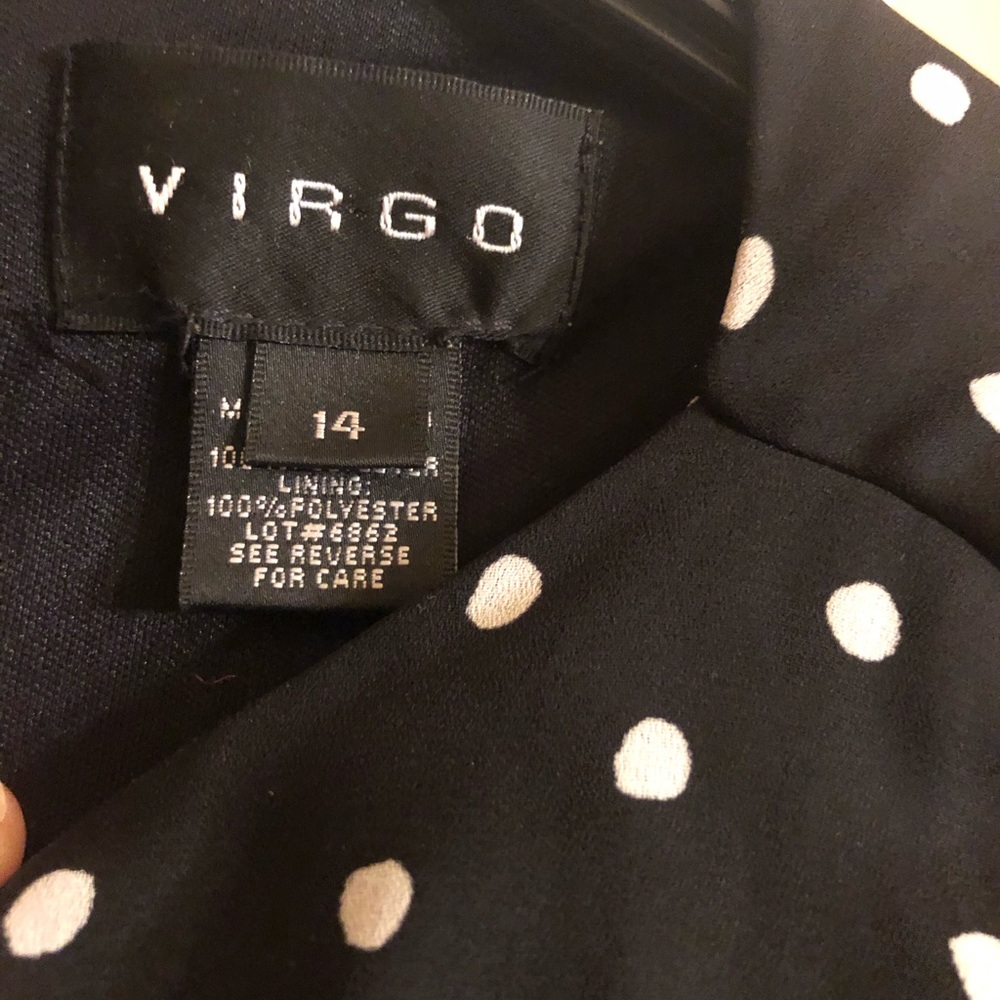 VIRGO
14
LINING:
100%POLYESTER
LOT#6862
SEE REVERSE
FOR CARE